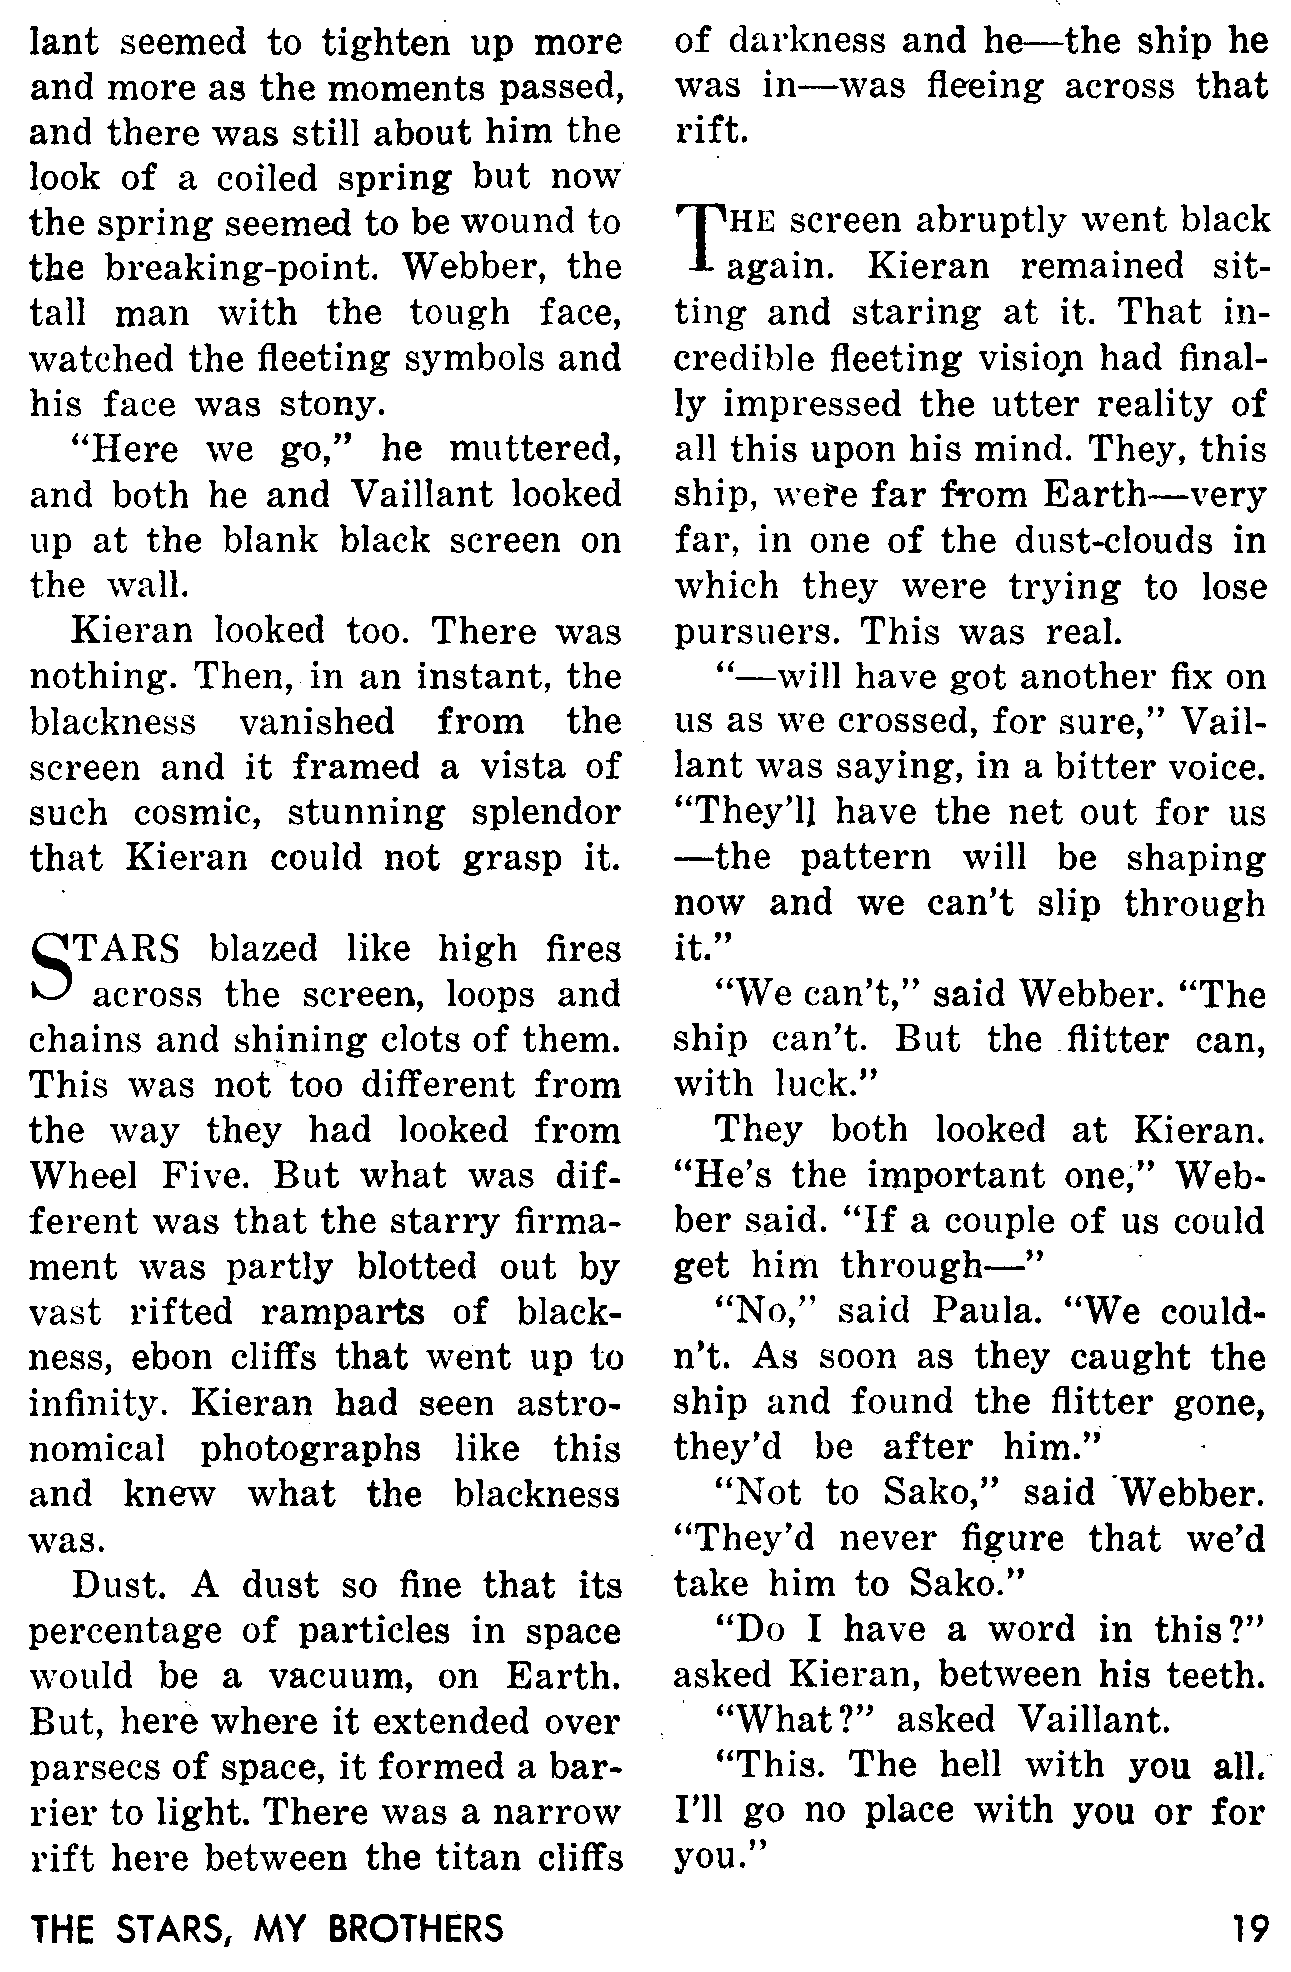 lant seemed to tighten up more
and more as the moments passed,
and there was still about him the
look of a coiled spring but now
the spring seemed to be wound to
the breaking-point. Webber, the
tall man with the tough face,
watched the fleeting symbols and
his face was stony.
“Here we go,” he muttered,
and both he and Vaillant looked
up at the blank black screen on
the wall.
Kieran looked too. There was
nothing. Then, in an instant, the
blackness vanished from the
screen and it framed a vista of
such cosmic, stunning splendor
that Kieran could not grasp it.
STARS blazed like high fires
across the screen, loops and
chains and shining clots of them.
This was not too different from
the way they had looked from
Wheel Five. But what was dif-
ferent was that the starry firma-
ment was partly blotted out by
vast rifted ramparts of black-
ness, ebon cliffs that went up to
infinity. Kieran had seen astro-
nomical photographs like this
and knew what the blackness
was.
Dust. A dust so fine that its
percentage of particles in space
would be a vacuum, on Earth.
But, here where it extended over
parsecs of space, it formed a bar-
rier to light. There was a narrow
rift here between the titan cliffs
of darkness and he—the ship he
was in—was fleeing across that
rift.
THE screen abruptly went black
again. Kieran remained sit-
ting and staring at it. That in-
credible fleeting vision had final-
ly impressed the utter reality of
all this upon his mind. They, this
ship, were far from Earth—very
far, in one of the dust-clouds in
which they were trying to lose
pursuers. This was real.
“—will have got another fix on
us as we crossed, for sure,” Vail-
lant was saying, in a bitter voice.
“They’ll have the net out for us
—the pattern will be shaping
now and we can’t slip through
it.”
“We can’t,” said Webber. “The
ship can’t. But the flitter can,
with luck.”
They both looked at Kieran.
“He’s the important one,” Web-
ber said. “If a couple of us could
get him through—”
“No,” said Paula. “We could-
n’t. As soon as they caught the
ship and found the flitter gone,
they’d be after him.”
“Not to Sako,” said Webber.
“They’d never figure that we’d
take him to Sako.”
“Do I have a word in this?”
asked Kieran, between his teeth.
“What?” asked Vaillant.
“This. The hell with you all.
I’ll go no place with you or for
you.”
THE STARS, MY BROTHERS 19